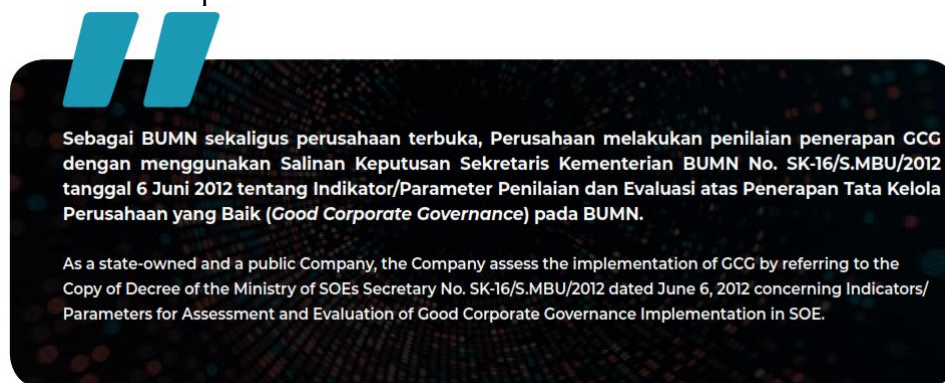 Sebagai BUMN sekaligus perusahaan terbuka, Perusahaan melakukan penilaian penerapan GCG
dengan menggunakan Salinan Keputusan Sekretaris Kementerian BUMN No. SK-16/S.MBU/2012
tanggal 6 Juni 2012 tentang Indikator/Parameter Penilaian dan Evaluasi atas Penerapan Tata Kelola
Perusahaan yang Baik (Good Corporate Governance) pada BUMN.
As a state-owned and a public Company, the Company assess the implementation of GCG by referring to the
Copy of Decree of the Ministry of SOEs Secretary No. SK-16/S.MBU/2012 dated June 6, 2012 concerning Indicators/
Parameters for Assessment and Evaluation of Good Corporate Governance Implementation in SOE.